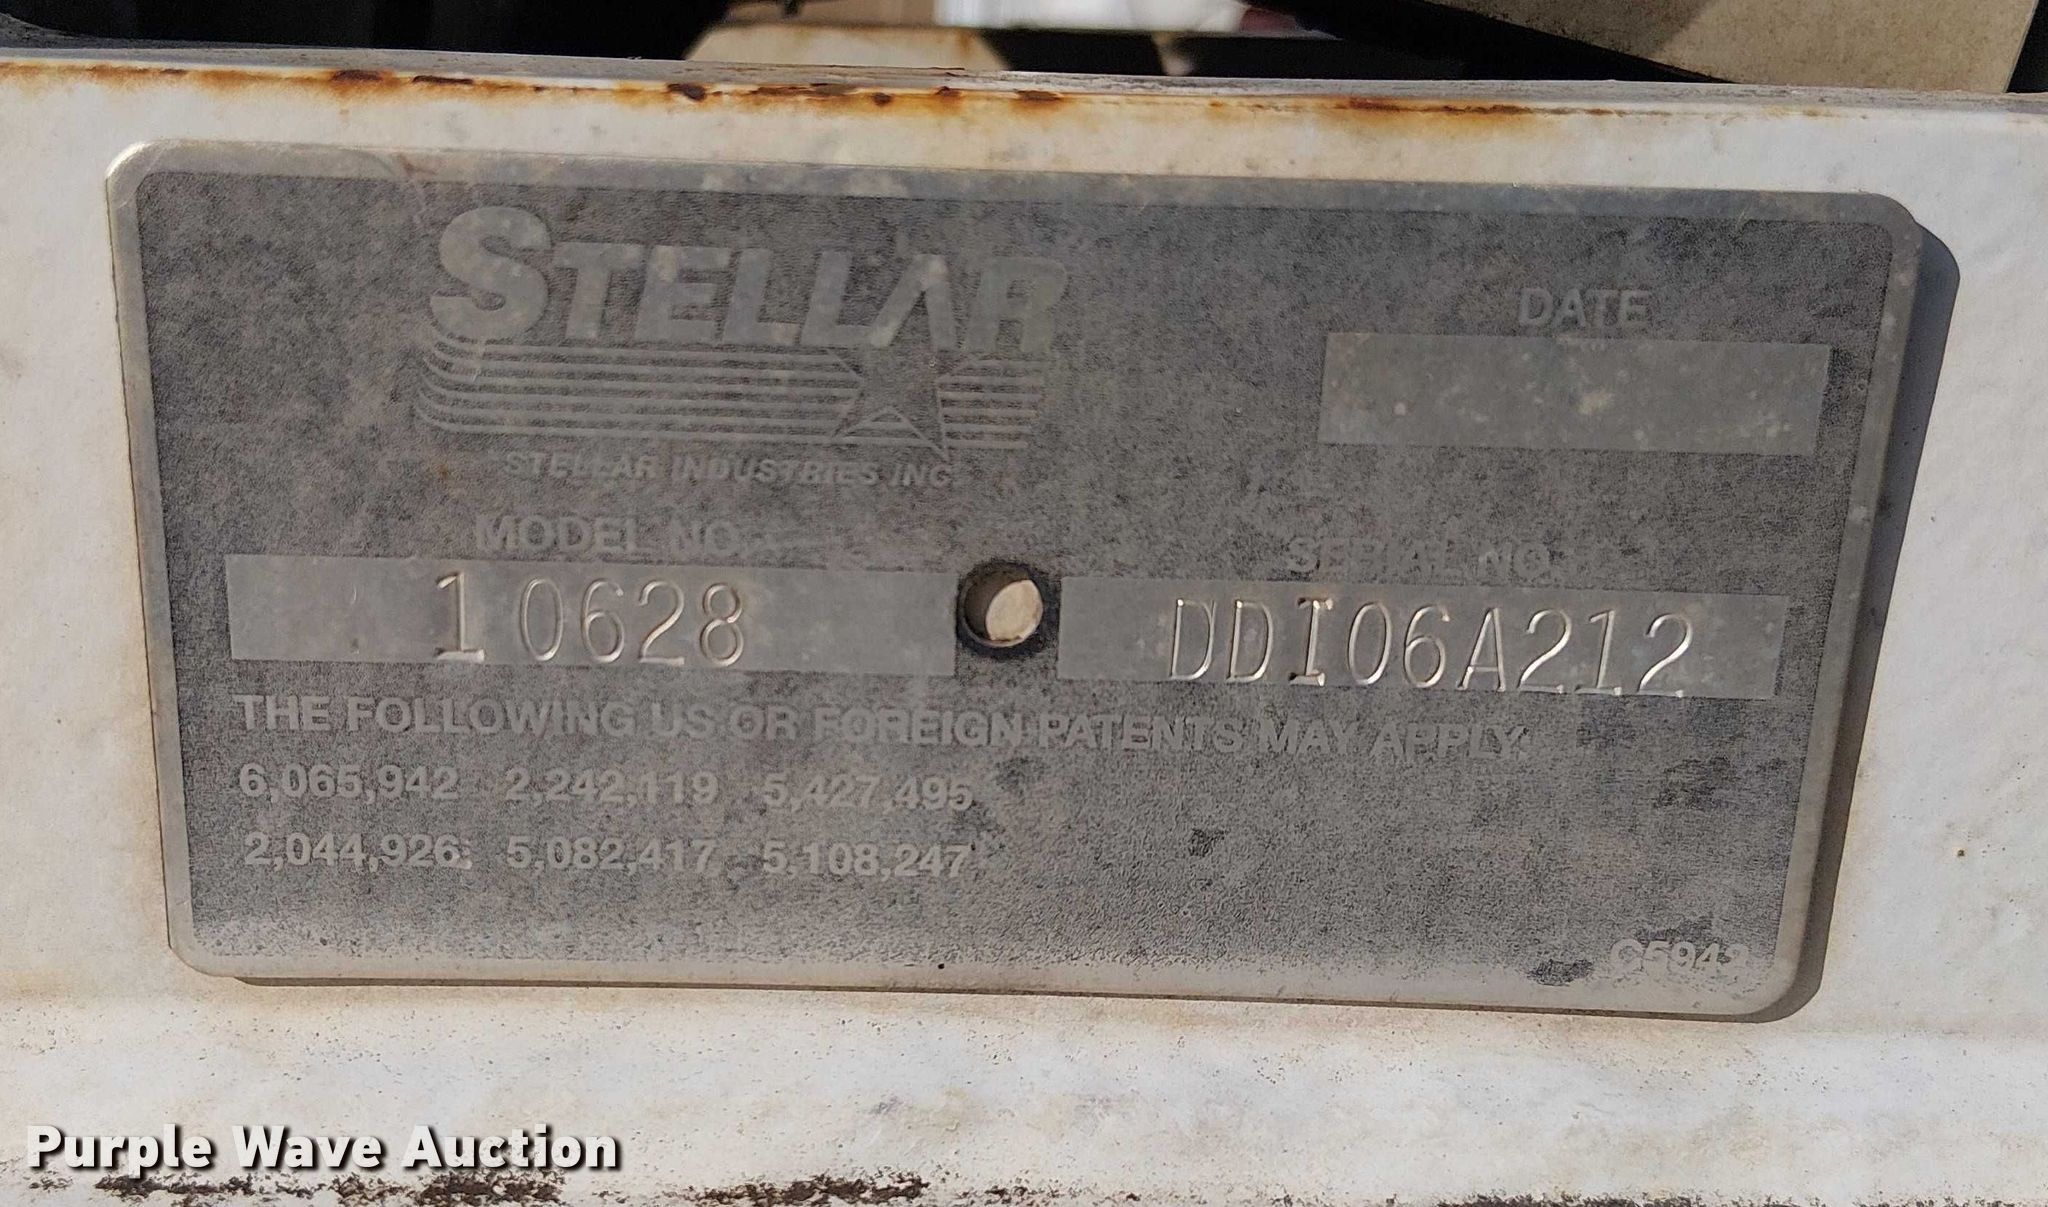 STELLAR
STELLAR INDUSTRIES INC.
DATE
MODEL NO.
SERIAL NO.
10628
DDI06A212
THE FOLLOWING US OR FOREIGN PATENTS MAY APPLY.
6,065,942 2,242,119 5,427,495
2,044,926 5,082,417 5,108,247
C5942
Purple Wave Auction